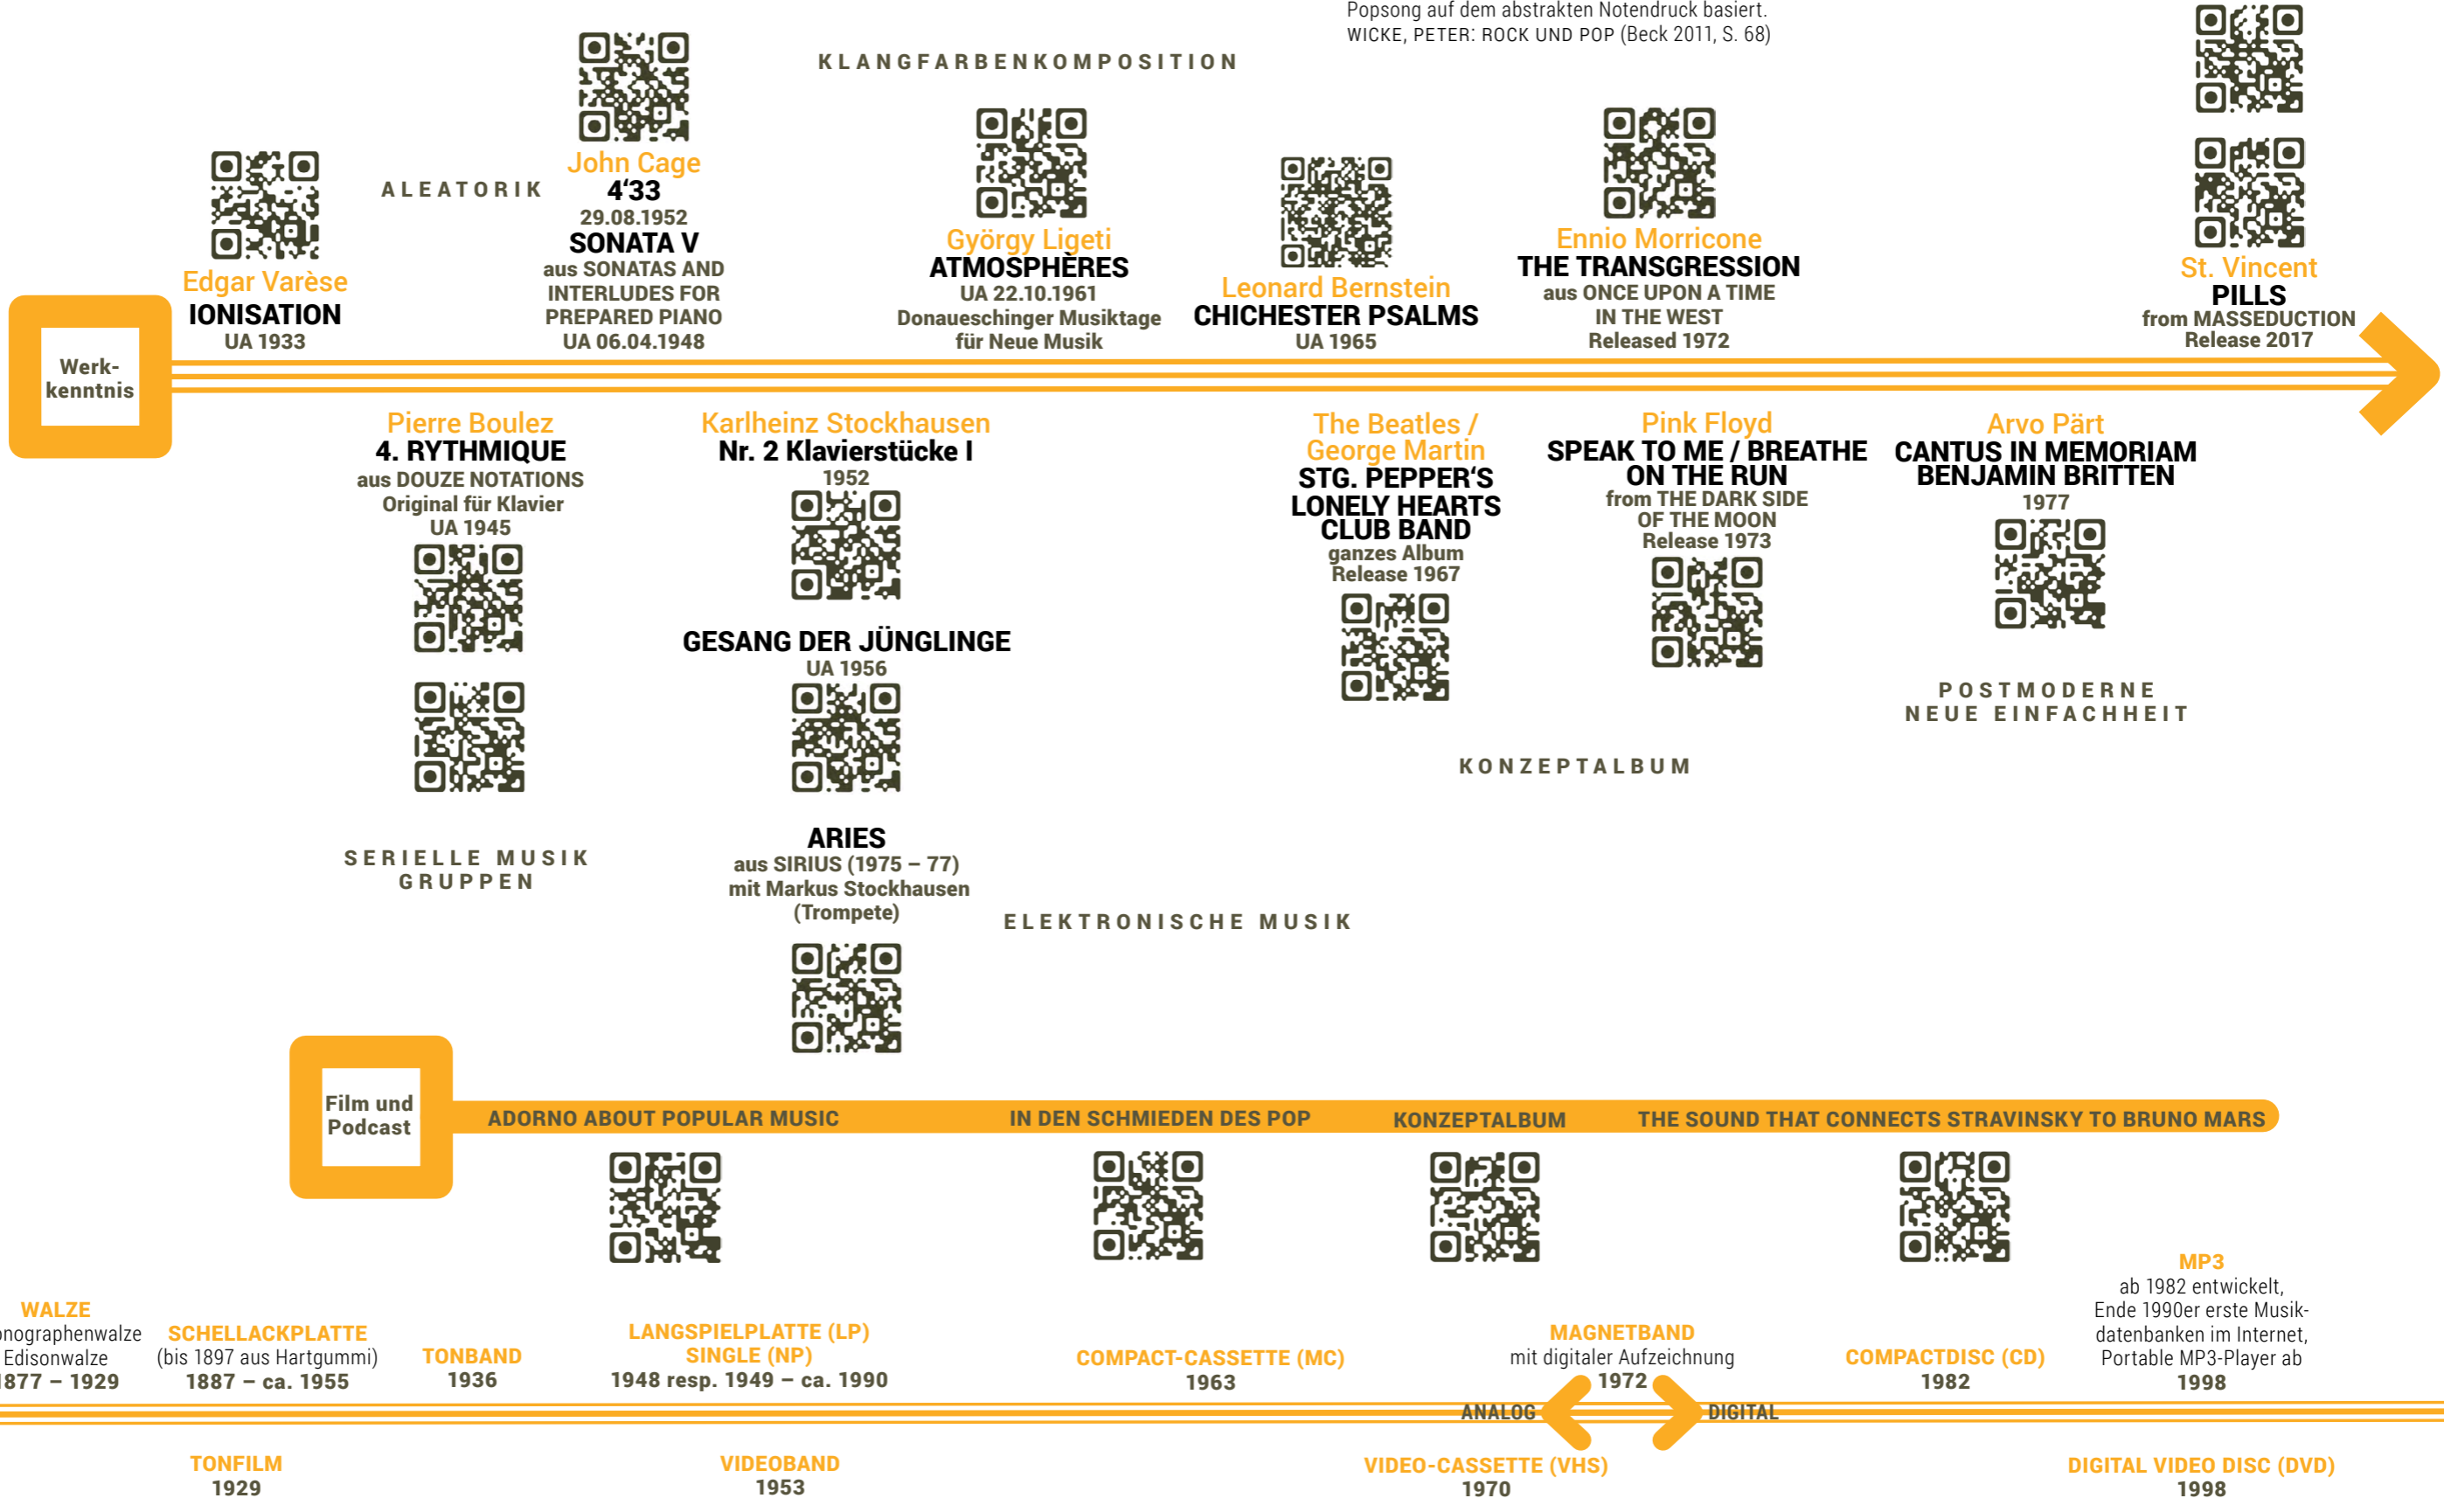 Popsong auf dem abstrakten Notendruck basiert.
WICKE, PETER: ROCK UND POP (Beck 2011, S. 68)
KLANGFARBENKOMPOSITION
ALEATORIK
Edgar Varèse
IONISATION
UA 1933
John Cage
4‘33
29.08.1952
SONATA V
aus SONATAS AND
INTERLUDES FOR
PREPARED PIANO
UA 06.04.1948
György Ligeti
ATMOSPHÈRES
UA 22.10.1961
Donaueschinger Musiktage
für Neue Musik
Leonard Bernstein
CHICHESTER PSALMS
UA 1965
Ennio Morricone
THE TRANSGRESSION
aus ONCE UPON A TIME
IN THE WEST
Released 1972
St. Vincent
PILLS
from MASSEDUCTION
Release 2017
Werk-
kenntnis
Pierre Boulez
4. RYTHMIQUE
aus DOUZE NOTATIONS
Original für Klavier
UA 1945
SERIELLE MUSIK
GRUPPEN
Karlheinz Stockhausen
Nr. 2 Klavierstücke I
1952
GESANG DER JÜNGLINGE
UA 1956
ARIES
aus SIRIUS (1975 – 77)
mit Markus Stockhausen
(Trompete)
ELEKTRONISCHE MUSIK
The Beatles /
George Martin
STG. PEPPER‘S
LONELY HEARTS
CLUB BAND
ganzes Album
Release 1967
KONZEPTALBUM
Pink Floyd
SPEAK TO ME / BREATHE
ON THE RUN
from THE DARK SIDE
OF THE MOON
Release 1973
Arvo Pärt
CANTUS IN MEMORIAM
BENJAMIN BRITTEN
1977
POSTMODERNE
NEUE EINFACHHEIT
Film und
Podcast
ADORNO ABOUT POPULAR MUSIC
IN DEN SCHMIEDEN DES POP
KONZEPTALBUM
THE SOUND THAT CONNECTS STRAVINSKY TO BRUNO MARS
WALZE
onographenwalze
Edisonwalze
1877 – 1929
SCHELLACKPLATTE
(bis 1897 aus Hartgummi)
1887 – ca. 1955
TONBAND
1936
LANGSPIELPLATTE (LP)
SINGLE (NP)
1948 resp. 1949 – ca. 1990
COMPACT-CASSETTE (MC)
1963
MAGNETBAND
mit digitaler Aufzeichnung
1972
COMPACTDISC (CD)
1982
MP3
ab 1982 entwickelt,
Ende 1990er erste Musik-
datenbanken im Internet,
Portable MP3-Player ab
1998
ANALOG
DIGITAL
TONFILM
1929
VIDEOBAND
1953
VIDEO-CASSETTE (VHS)
1970
DIGITAL VIDEO DISC (DVD)
1998